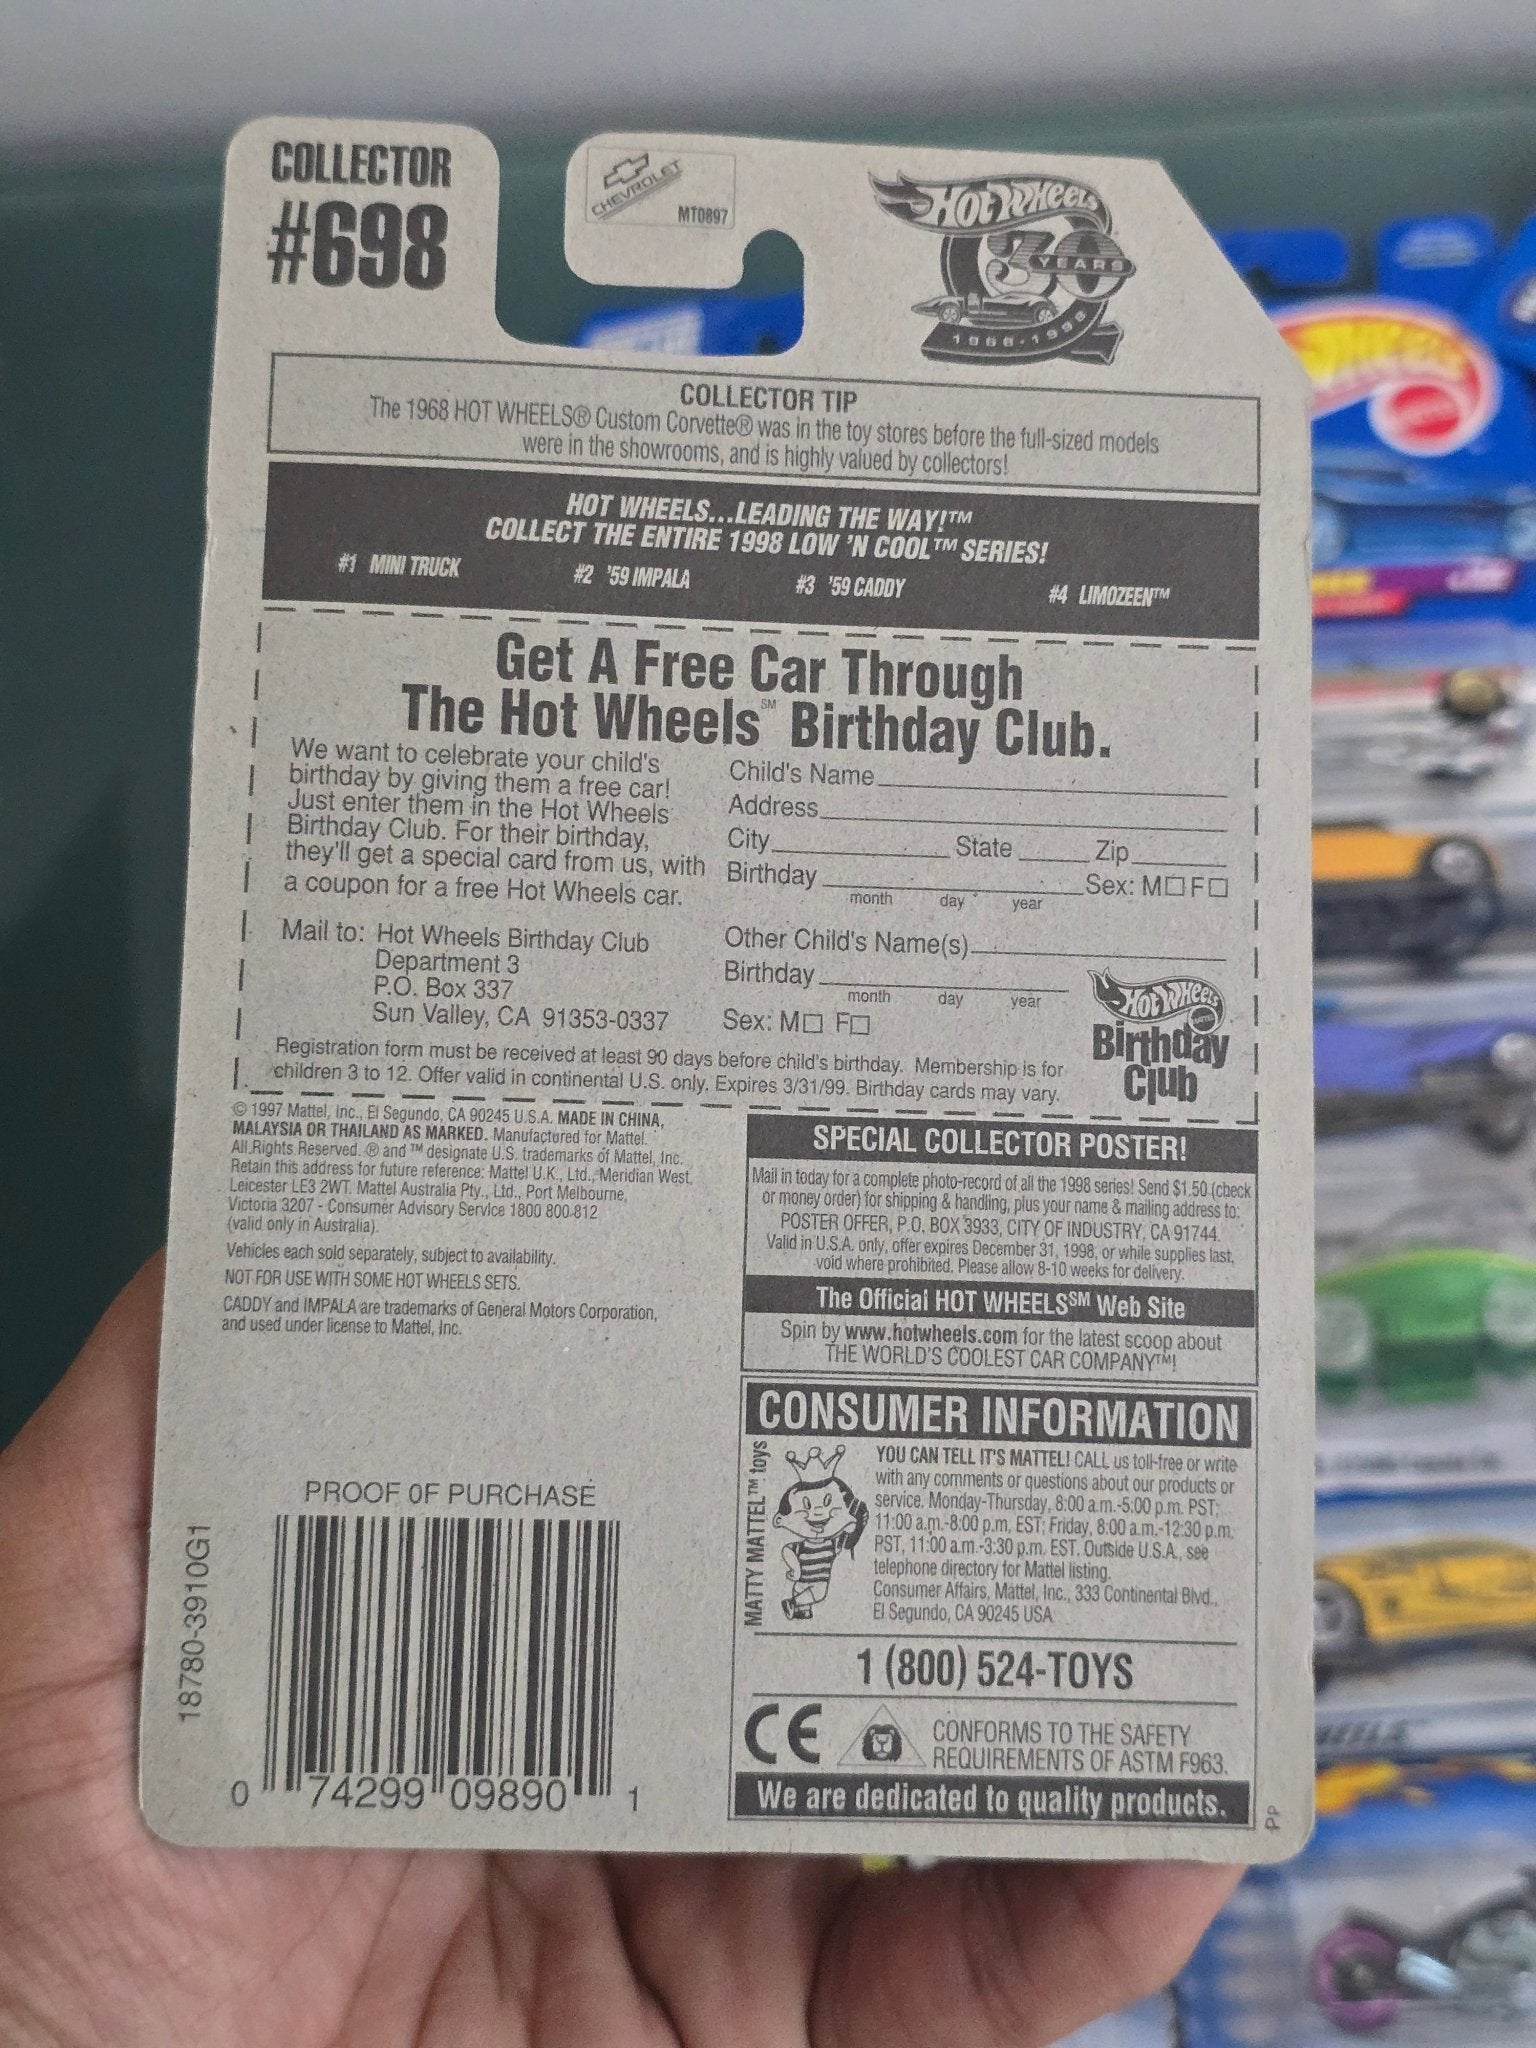 COLLECTOR
#698
CHEVROLET
MT0897
HOT WHEELS
30
YEARS
1968-1998
COLLECTOR TIP
The 1968 HOT WHEELS® Custom Corvette® was in the toy stores before the full-sized models
were in the showrooms, and is highly valued by collectors!
HOT WHEELS...LEADING THE WAY!™
COLLECT THE ENTIRE 1998 LOW 'N COOL™ SERIES!
#1 MINI TRUCK #2 '59 IMPALA #3 '59 CADDY #4 LIMOZEEN™
Get A Free Car Through
The Hot Wheels℠ Birthday Club.
We want to celebrate your child's
birthday by giving them a free car!
Just enter them in the Hot Wheels
Birthday Club. For their birthday,
they'll get a special card from us, with
a coupon for a free Hot Wheels car.
Mail to: Hot Wheels Birthday Club
Department 3
P.O. Box 337
Sun Valley, CA 91353-0337
Child's Name
Address
City State Zip
Birthday Sex: M□ F□
month day year
Other Child's Name(s)
Birthday
month day year
Sex: M□ F□
HOT WHEELS
MATTEL
Birthday
Club
Registration form must be received at least 90 days before child's birthday. Membership is for
children 3 to 12. Offer valid in continental U.S. only. Expires 3/31/99. Birthday cards may vary.
© 1997 Mattel, Inc., El Segundo, CA 90245 U.S.A. MADE IN CHINA,
MALAYSIA OR THAILAND AS MARKED. Manufactured for Mattel.
All Rights Reserved. ® and ™ designate U.S. trademarks of Mattel, Inc.
Retain this address for future reference: Mattel U.K., Ltd., Meridian West,
Leicester LE3 2WT. Mattel Australia Pty., Ltd., Port Melbourne,
Victoria 3207 - Consumer Advisory Service 1800 800-812
(valid only in Australia).
Vehicles each sold separately, subject to availability.
NOT FOR USE WITH SOME HOT WHEELS SETS.
CADDY and IMPALA are trademarks of General Motors Corporation,
and used under license to Mattel, Inc.
SPECIAL COLLECTOR POSTER!
Mail in today for a complete photo-record of all the 1998 series! Send $1.50 (check
or money order) for shipping & handling, plus your name & mailing address to:
POSTER OFFER, P.O. BOX 3933, CITY OF INDUSTRY, CA 91744.
Valid in U.S.A. only, offer expires December 31, 1998, or while supplies last,
void where prohibited. Please allow 8-10 weeks for delivery.
The Official HOT WHEELS℠ Web Site
Spin by www.hotwheels.com for the latest scoop about
THE WORLD'S COOLEST CAR COMPANY™!
CONSUMER INFORMATION
MATTY MATTEL™ toys
YOU CAN TELL IT'S MATTEL! CALL us toll-free or write
with any comments or questions about our products or
service. Monday-Thursday, 8:00 a.m.-5:00 p.m. PST;
11:00 a.m.-8:00 p.m. EST; Friday, 8:00 a.m.-12:30 p.m.
PST, 11:00 a.m.-3:30 p.m. EST. Outside U.S.A., see
telephone directory for Mattel listing.
Consumer Affairs, Mattel, Inc., 333 Continental Blvd.,
El Segundo, CA 90245 USA
1 (800) 524-TOYS
CE
CONFORMS TO THE SAFETY
REQUIREMENTS OF ASTM F963.
We are dedicated to quality products.
PP
PROOF OF PURCHASE
18780-3910G1
0 74299 09890 1